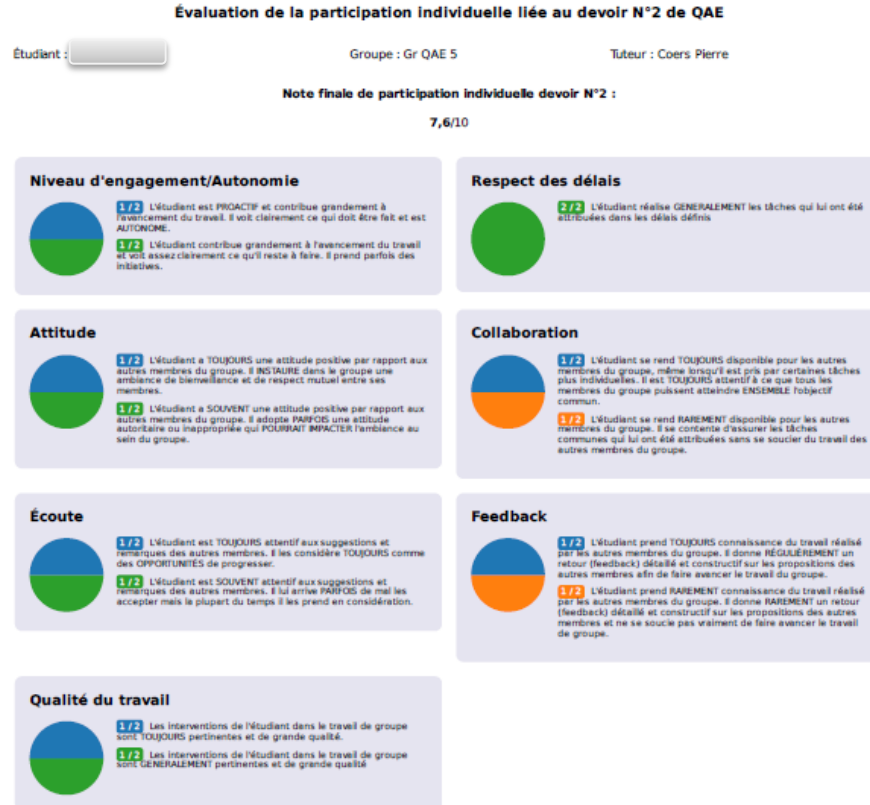 Évaluation de la participation individuelle liée au devoir N°2 de QAE
Étudiant :
Groupe : Gr QAE 5
Tuteur : Coers Pierre
Note finale de participation individuelle devoir N°2 :
7,6/10
Niveau d'engagement/Autonomie
1 / 2 L'étudiant est PROACTIF et contribue grandement à
l'avancement du travail. Il voit clairement ce qui doit être fait et est
AUTONOME.
1 / 2 L'étudiant contribue grandement à l'avancement du travail
et voit assez clairement ce qu'il reste à faire. Il prend parfois des
initiatives.
Respect des délais
2 / 2 L'étudiant réalise GENERALEMENT les tâches qui lui ont été
attribuées dans les délais définis
Attitude
1 / 2 L'étudiant a TOUJOURS une attitude positive par rapport aux
autres membres du groupe. Il INSTAURE dans le groupe une
ambiance de bienveillance et de respect mutuel entre ses
membres.
1 / 2 L'étudiant a SOUVENT une attitude positive par rapport aux
autres membres du groupe. Il adopte PARFOIS une attitude
autoritaire ou inappropriée qui POURRAIT IMPACTER l'ambiance au
sein du groupe.
Collaboration
1 / 2 L'étudiant se rend TOUJOURS disponible pour les autres
membres du groupe, même lorsqu'il est pris par certaines tâches
plus individuelles. Il est TOUJOURS attentif à ce que tous les
membres du groupe puissent atteindre ENSEMBLE l'objectif
commun.
1 / 2 L'étudiant se rend RAREMENT disponible pour les autres
membres du groupe. Il se contente d'assurer les tâches
communes qui lui ont été attribuées sans se soucier du travail des
autres membres du groupe.
Écoute
1 / 2 L'étudiant est TOUJOURS attentif aux suggestions et
remarques des autres membres. Il les considère TOUJOURS comme
des OPPORTUNITÉS de progresser.
1 / 2 L'étudiant est SOUVENT attentif aux suggestions et
remarques des autres membres. Il lui arrive PARFOIS de mal les
accepter mais la plupart du temps il les prend en considération.
Feedback
1 / 2 L'étudiant prend TOUJOURS connaissance du travail réalisé
par les autres membres du groupe. Il donne RÉGULIÈREMENT un
retour (feedback) détaillé et constructif sur les propositions des
autres membres afin de faire avancer le travail du groupe.
1 / 2 L'étudiant prend RAREMENT connaissance du travail réalisé
par les autres membres du groupe. Il donne RAREMENT un retour
(feedback) détaillé et constructif sur les propositions des autres
membres et ne se soucie pas vraiment de faire avancer le travail
de groupe.
Qualité du travail
1 / 2 Les interventions de l'étudiant dans le travail de groupe
sont TOUJOURS pertinentes et de grande qualité.
1 / 2 Les interventions de l'étudiant dans le travail de groupe
sont GENERALEMENT pertinentes et de grande qualité